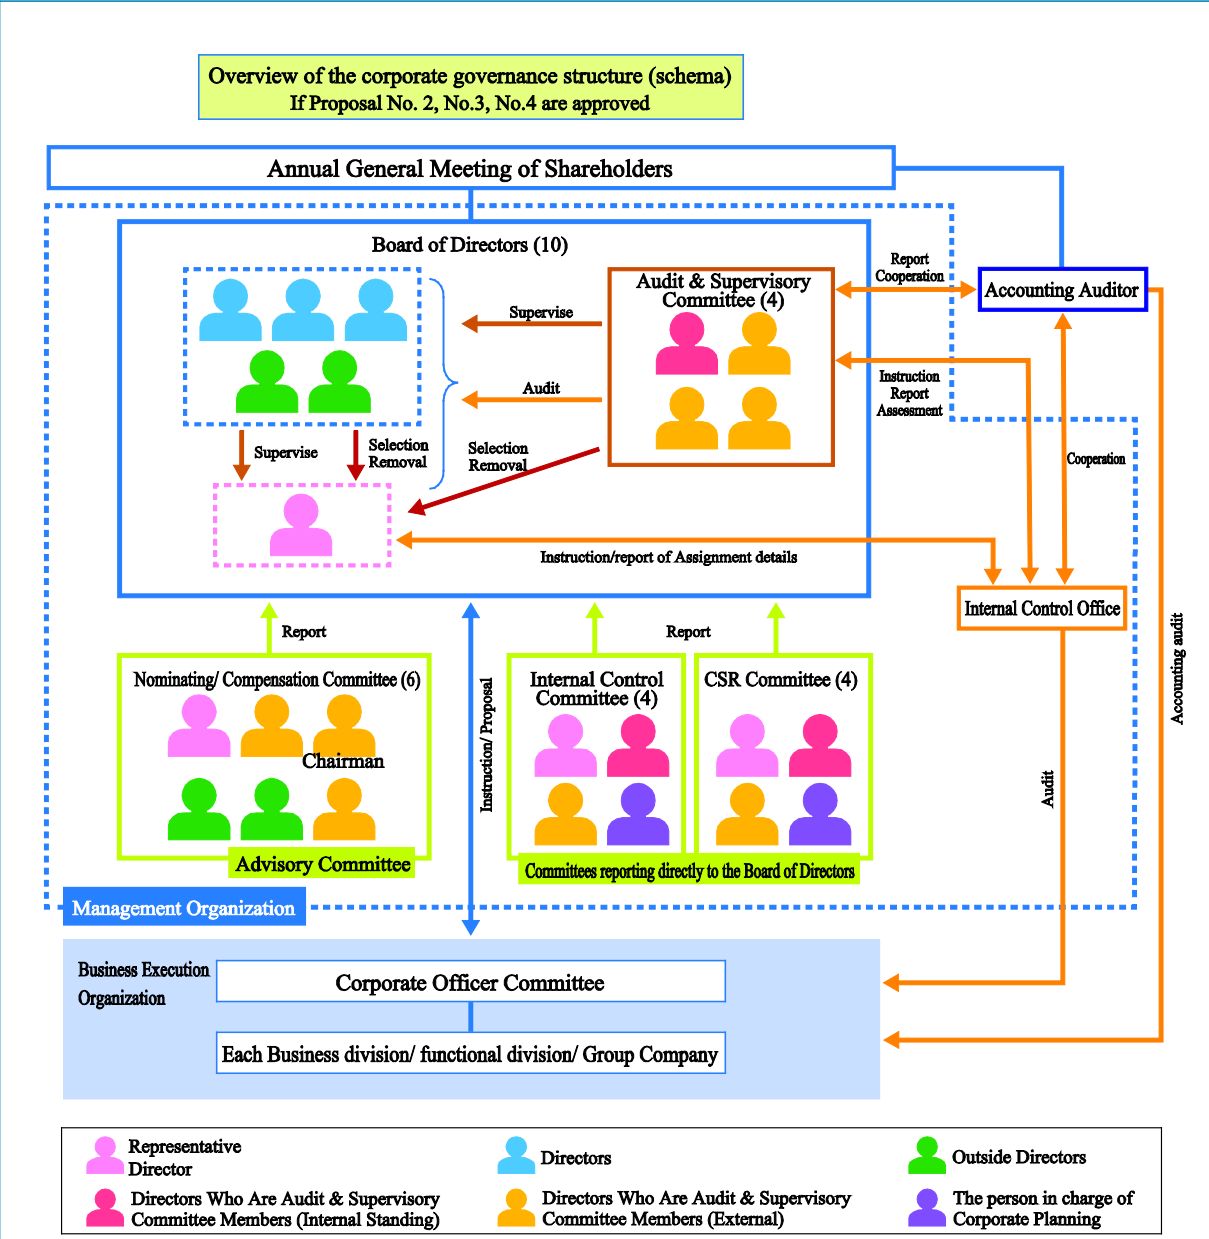 Overview of the corporate governance structure (schema)
If Proposal No. 2, No.3, No.4 are approved
Annual General Meeting of Shareholders
Board of Directors (10)
Audit & Supervisory
Committee (4)
Report
Cooperation
Accounting Auditor
Supervise
Audit
Instruction
Report
Assessment
Supervise
Selection
Removal
Selection
Removal
Cooperation
Instruction/report of Assignment details
Internal Control Office
Report
Report
Accounting audit
Nominating/ Compensation Committee (6)
Chairman
Advisory Committee
Instruction/ Proposal
Internal Control
Committee (4)
CSR Committee (4)
Committees reporting directly to the Board of Directors
Audit
Management Organization
Business Execution
Organization
Corporate Officer Committee
Each Business division/ functional division/ Group Company
Representative
Director
Directors
Outside Directors
Directors Who Are Audit & Supervisory
Committee Members (Internal Standing)
Directors Who Are Audit & Supervisory
Committee Members (External)
The person in charge of
Corporate Planning